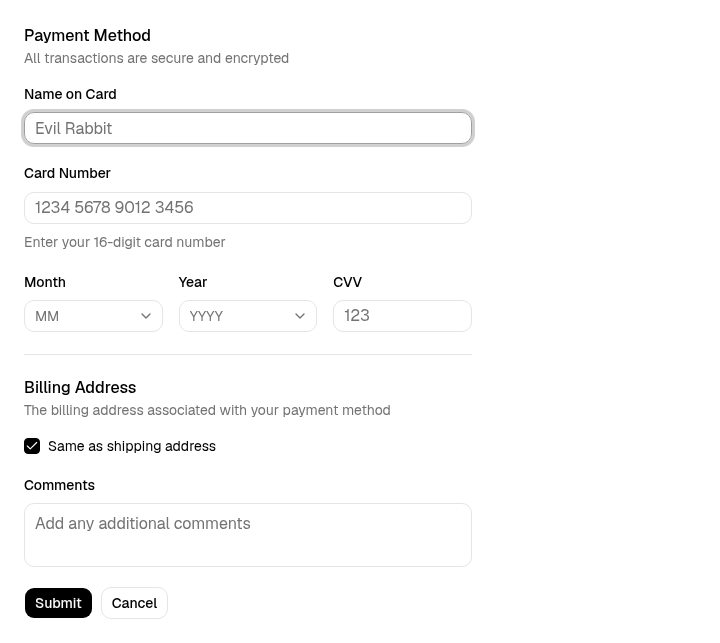 Payment Method
All transactions are secure and encrypted
Name on Card
Evil Rabbit
Card Number
1234 5678 9012 3456
Enter your 16-digit card number
Month Year CVV
MM YYYY 123
Billing Address
The billing address associated with your payment method
Same as shipping address
Comments
Add any additional comments
Submit Cancel